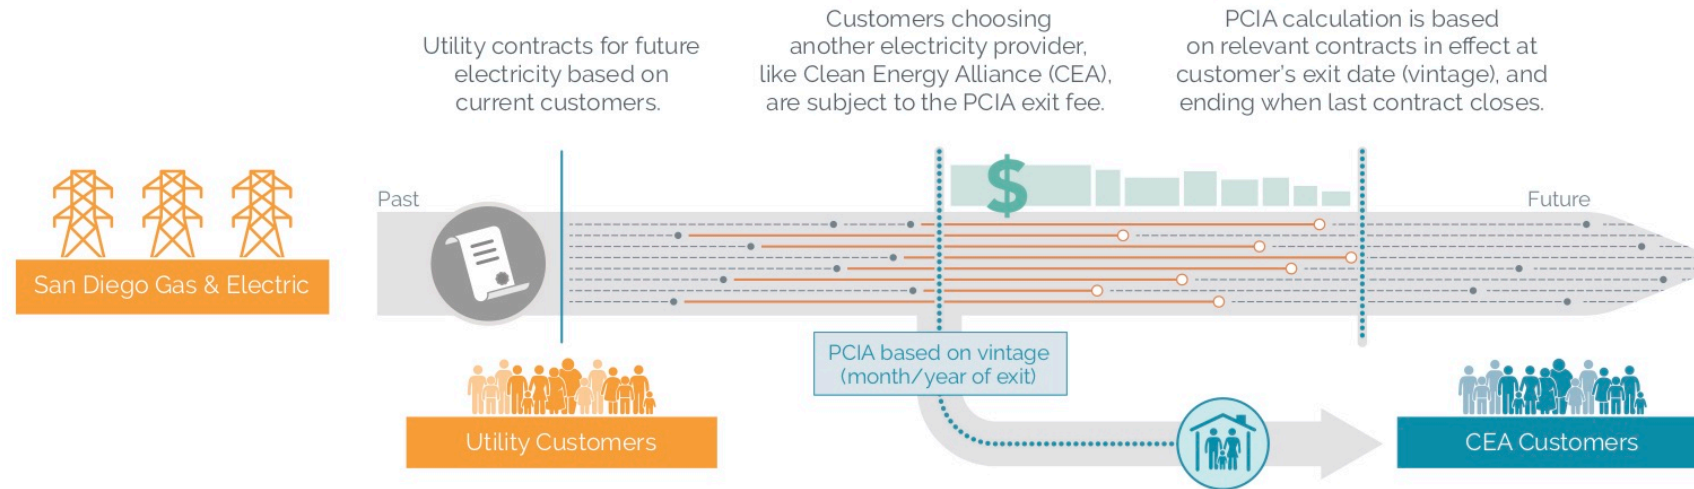 Utility contracts for future
electricity based on
current customers.
Customers choosing
another electricity provider,
like Clean Energy Alliance (CEA),
are subject to the PCIA exit fee.
PCIA calculation is based
on relevant contracts in effect at
customer's exit date (vintage), and
ending when last contract closes.
Past
$
Future
San Diego Gas & Electric
PCIA based on vintage
(month/year of exit)
Utility Customers
CEA Customers